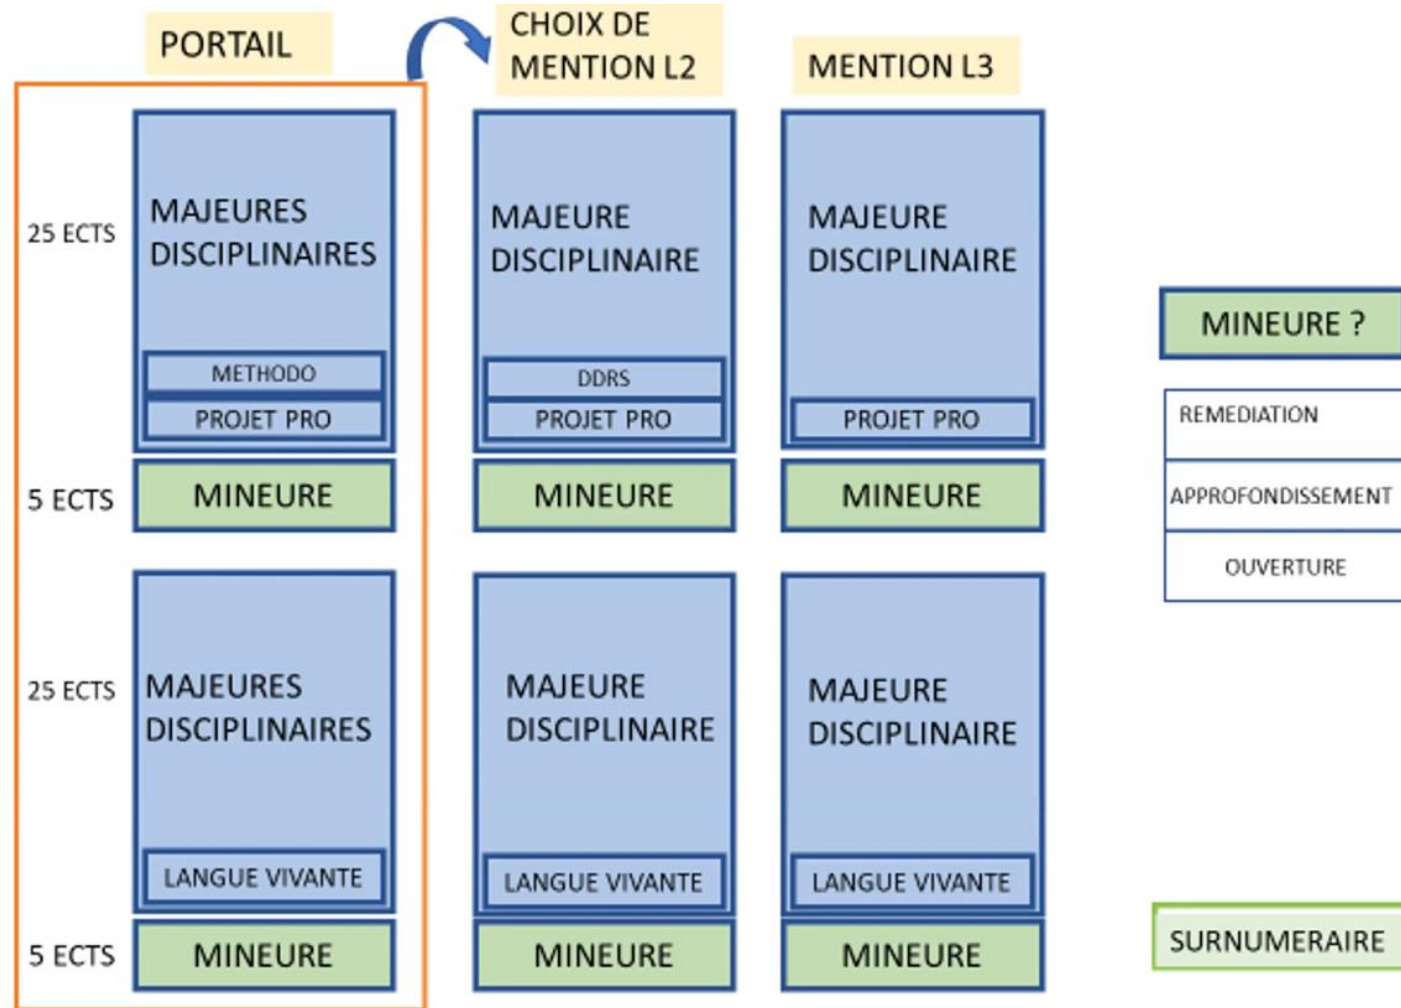 PORTAIL
CHOIX DE
MENTION L2
MENTION L3
25 ECTS
MAJEURES
DISCIPLINAIRES
METHODO
PROJET PRO
MAJEURE
DISCIPLINAIRE
DDRS
PROJET PRO
MAJEURE
DISCIPLINAIRE
PROJET PRO
5 ECTS
MINEURE
MINEURE
MINEURE
25 ECTS
MAJEURES
DISCIPLINAIRES
LANGUE VIVANTE
MAJEURE
DISCIPLINAIRE
LANGUE VIVANTE
MAJEURE
DISCIPLINAIRE
LANGUE VIVANTE
5 ECTS
MINEURE
MINEURE
MINEURE
MINEURE ?
REMEDIATION
APPROFONDISSEMENT
OUVERTURE
SURNUMERAIRE